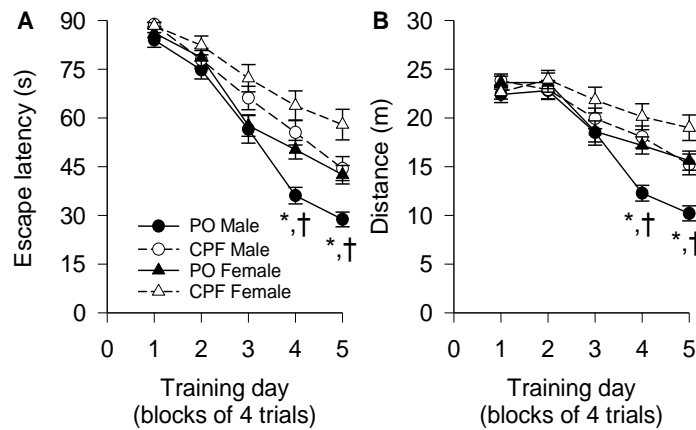 A
Escape latency (s)
90
75
60
45
30
15
0
PO Male
CPF Male
PO Female
CPF Female
*,†
*,†
0 1 2 3 4 5
Training day
(blocks of 4 trials)
B
Distance (m)
30
25
20
15
10
5
0
*,†
*,†
0 1 2 3 4 5
Training day
(blocks of 4 trials)